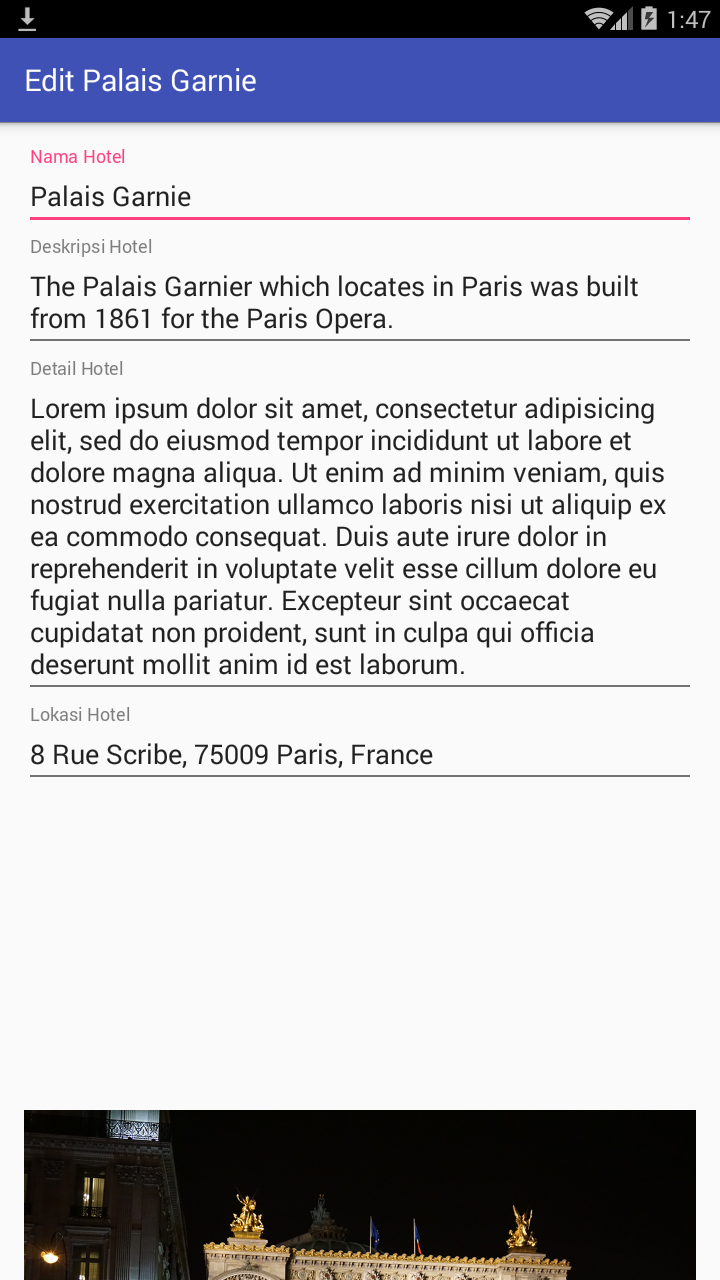 1:47
Edit Palais Garnie
Nama Hotel
Palais Garnie
Deskripsi Hotel
The Palais Garnier which locates in Paris was built
from 1861 for the Paris Opera.
Detail Hotel
Lorem ipsum dolor sit amet, consectetur adipisicing
elit, sed do eiusmod tempor incididunt ut labore et
dolore magna aliqua. Ut enim ad minim veniam, quis
nostrud exercitation ullamco laboris nisi ut aliquip ex
ea commodo consequat. Duis aute irure dolor in
reprehenderit in voluptate velit esse cillum dolore eu
fugiat nulla pariatur. Excepteur sint occaecat
cupidatat non proident, sunt in culpa qui officia
deserunt mollit anim id est laborum.
Lokasi Hotel
8 Rue Scribe, 75009 Paris, France